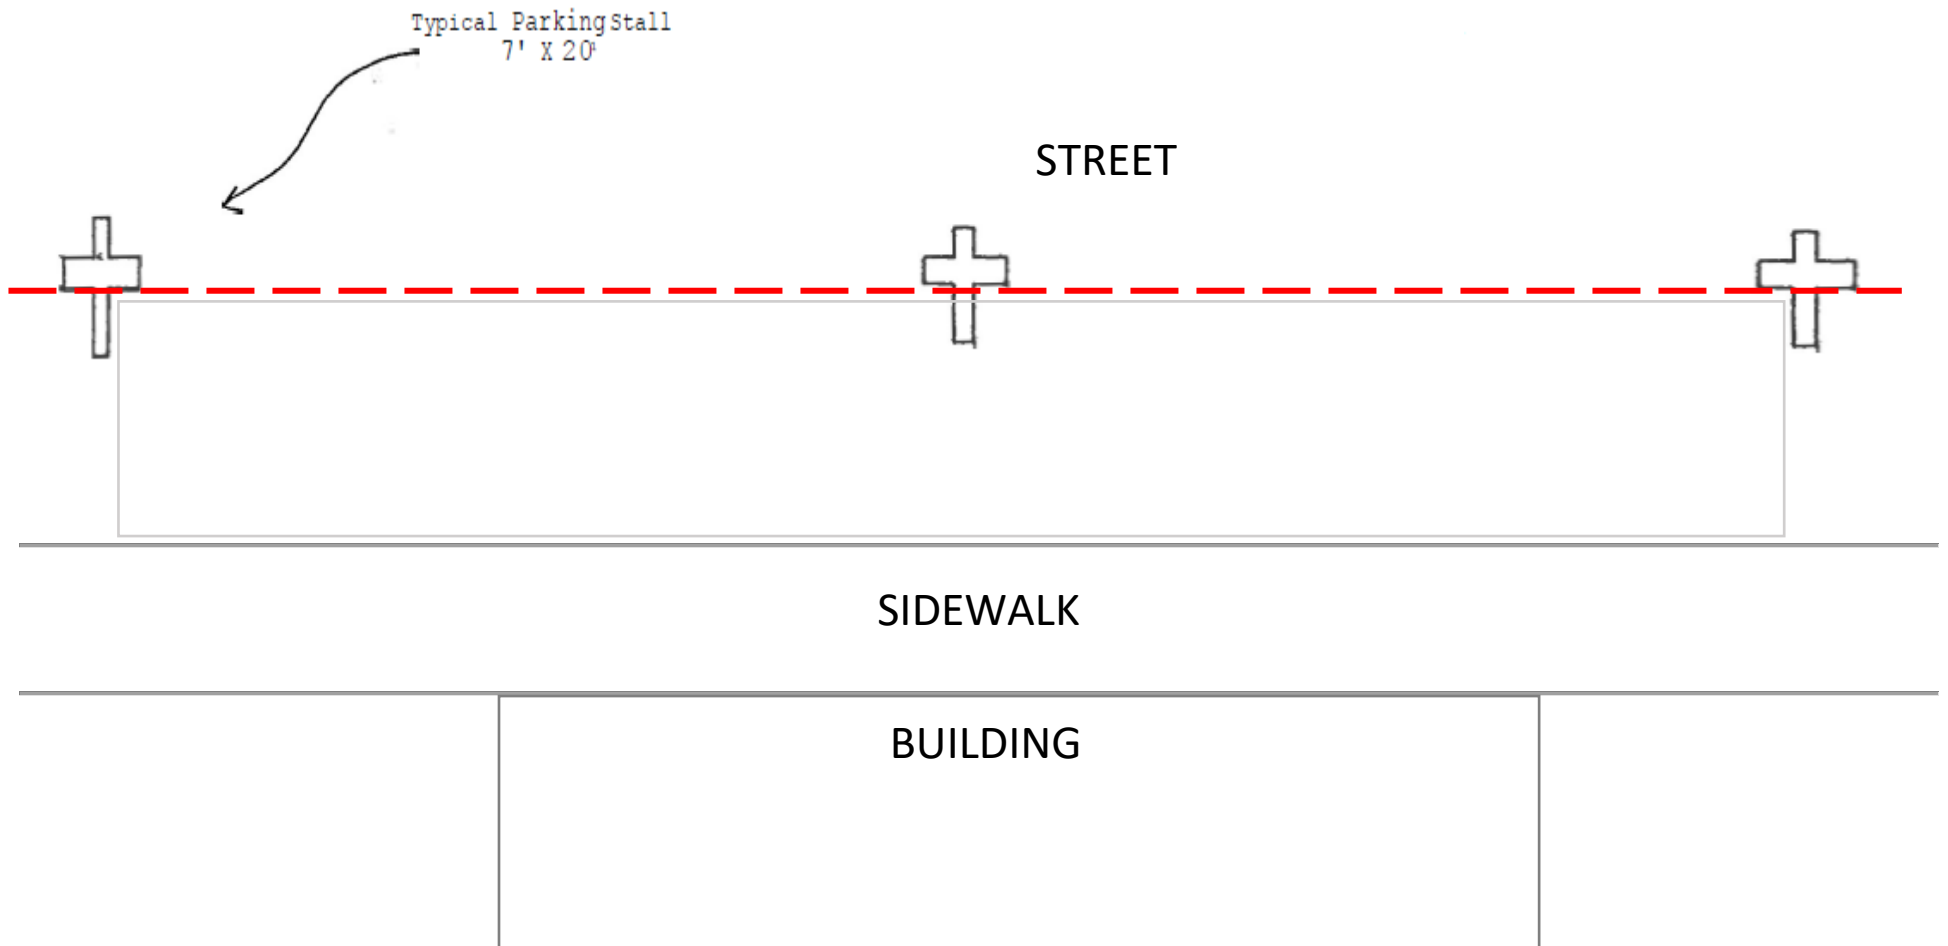 Typical Parking Stall
7' X 20'
STREET
SIDEWALK
BUILDING